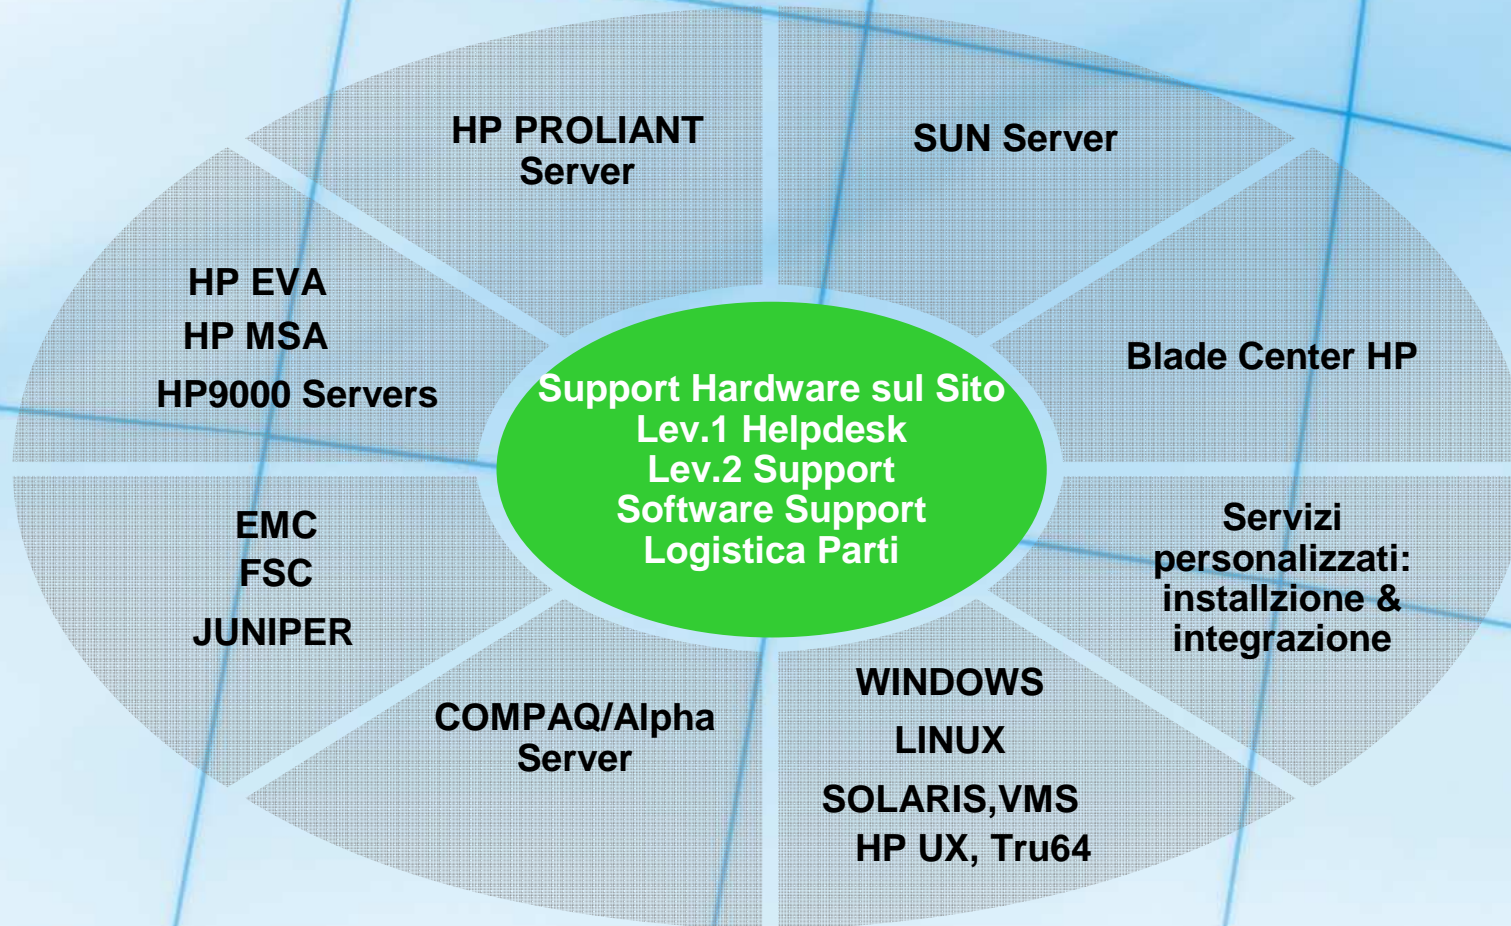 HP PROLIANT
Server
SUN Server
HP EVA
HP MSA
HP9000 Servers
Blade Center HP
Support Hardware sul Sito
Lev.1 Helpdesk
Lev.2 Support
Software Support
Logistica Parti
EMC
FSC
JUNIPER
Servizi
personalizzati:
installzione &
integrazione
COMPAQ/Alpha
Server
WINDOWS
LINUX
SOLARIS,VMS
HP UX, Tru64